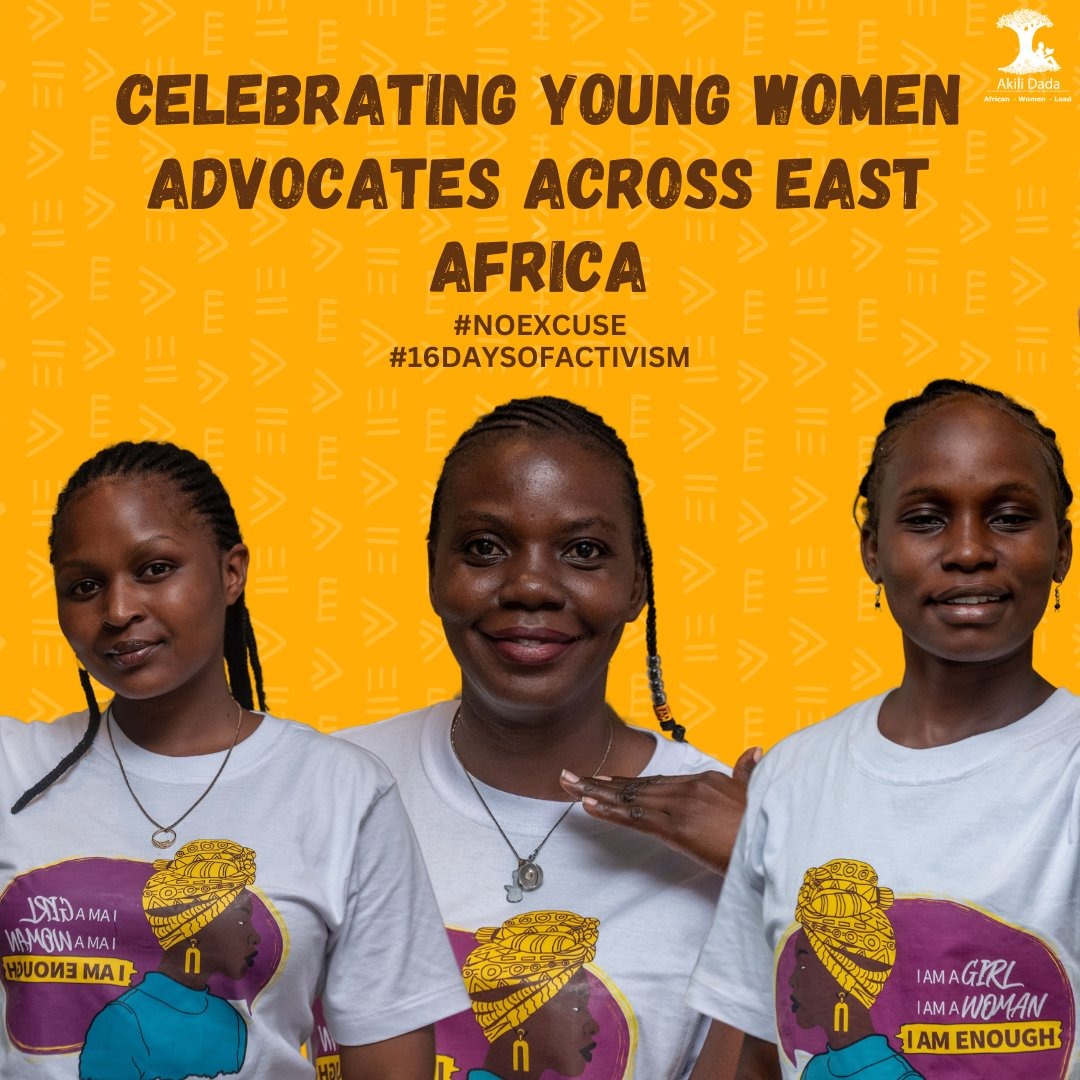 Akili Dada
African - Women - Lead
CELEBRATING YOUNG WOMEN
ADVOCATES ACROSS EAST
AFRICA
#NOEXCUSE
#16DAYSOFACTIVISM
I AM A GIRL
I AM A WOMAN
I AM ENOUGH
I AM A GIRL
I AM A WOMAN
I AM ENOUGH